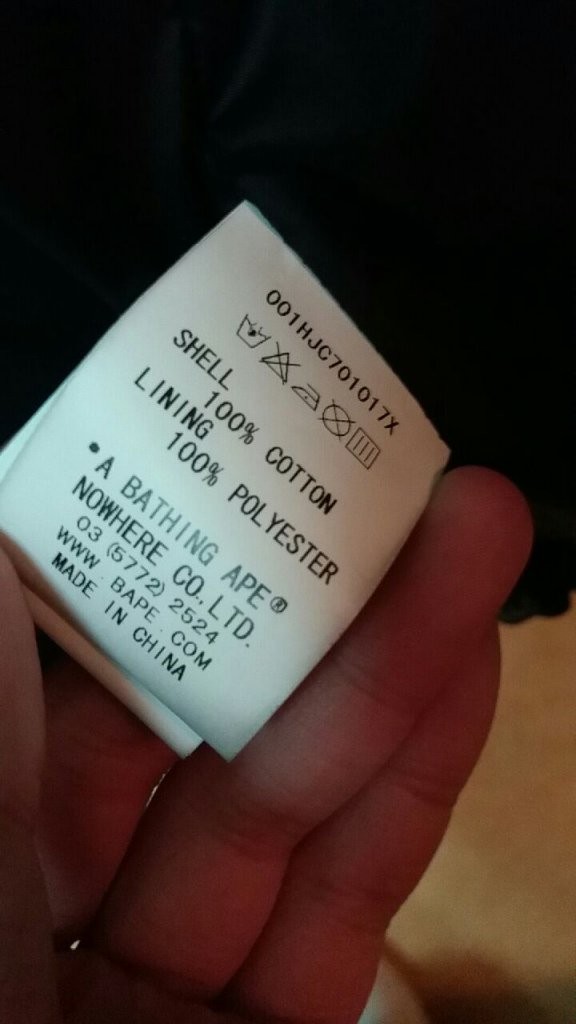 001HJC701017X
SHELL
100% COTTON
LINING
100% POLYESTER
•A BATHING APE®
NOWHERE CO., LTD.
03 (5772) 2524
WWW. BAPE. COM
MADE IN CHINA